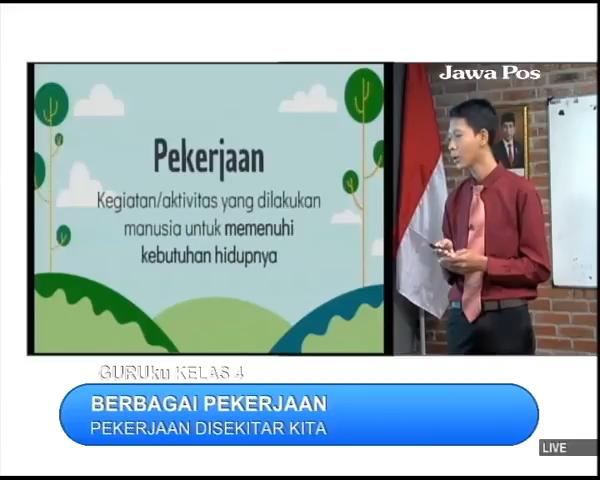 Jawa Pos
Pekerjaan
Kegiatan/aktivitas yang dilakukan
manusia untuk memenuhi
kebutuhan hidupnya
GURUku KELAS 4
BERBAGAI PEKERJAAN
PEKERJAAN DISEKITAR KITA
LIVE